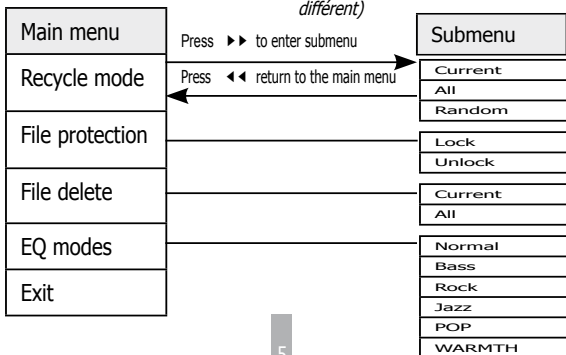 différent)
Main menu
Press ►► to enter submenu
Submenu
Recycle mode
Press ◄◄ return to the main menu
Current
All
Random
File protection
Lock
Unlock
File delete
Current
All
EQ modes
Normal
Bass
Rock
Jazz
POP
WARMTH
Exit
5